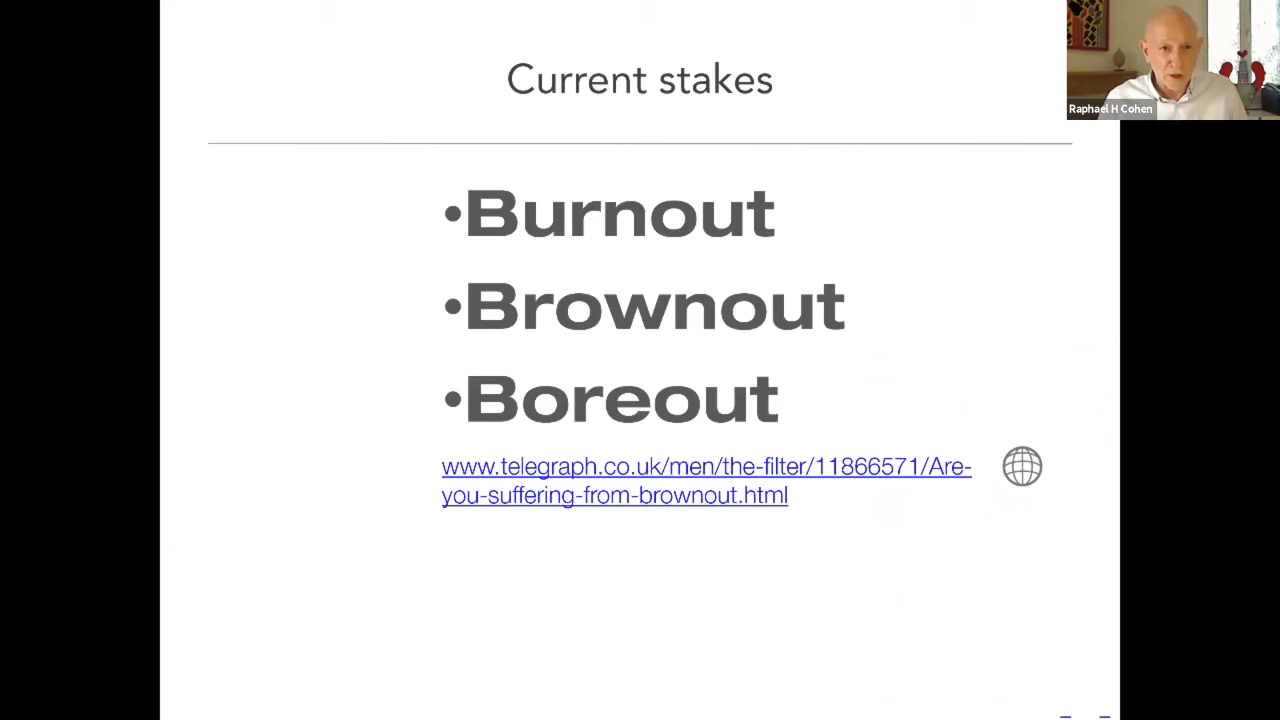 Current stakes
Raphael H Cohen
•Burnout
•Brownout
•Boreout
www.telegraph.co.uk/men/the-filter/11866571/Are-
you-suffering-from-brownout.html